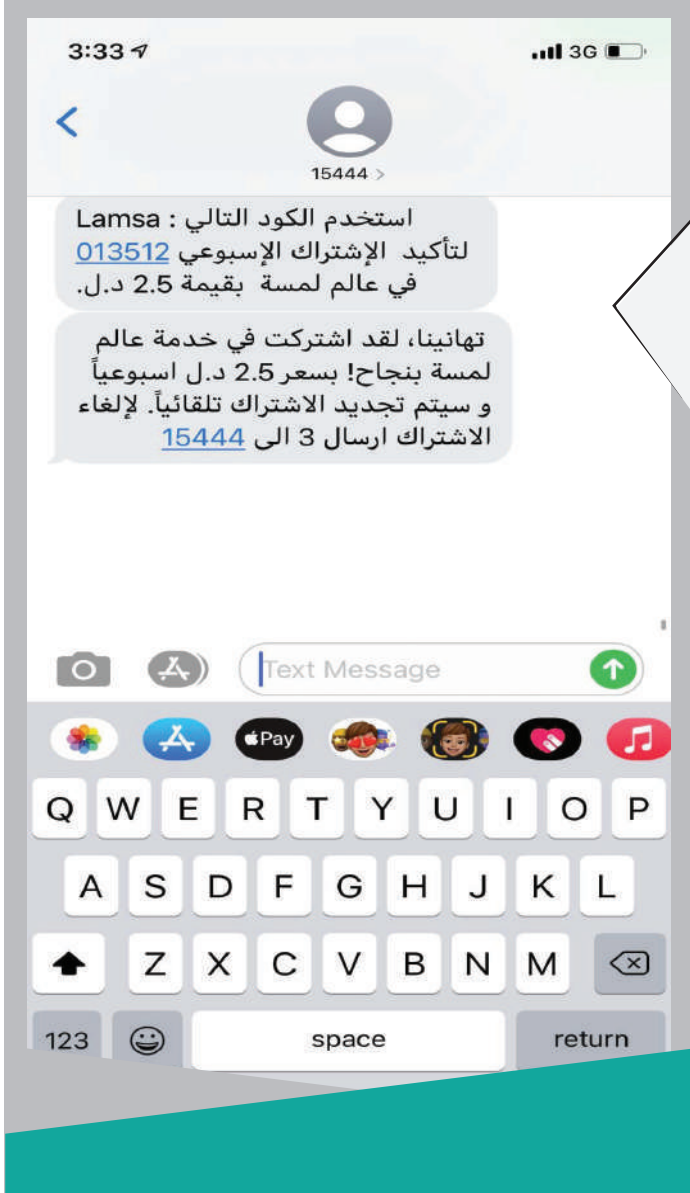 3:33
3G
15444 >
استخدم الكود التالي : Lamsa
لتأكيد الإشتراك الإسبوعي 013512
في عالم لمسة بقيمة 2.5 د.ل.
تهانينا، لقد اشتركت في خدمة عالم
لمسة بنجاح! بسعر 2.5 د.ل اسبوعياً
و سيتم تجديد الاشتراك تلقائياً. لإلغاء
الاشتراك ارسال 3 الى 15444
Text Message
Pay
Q W E R T Y U I O P
A S D F G H J K L
Z X C V B N M
123 space return